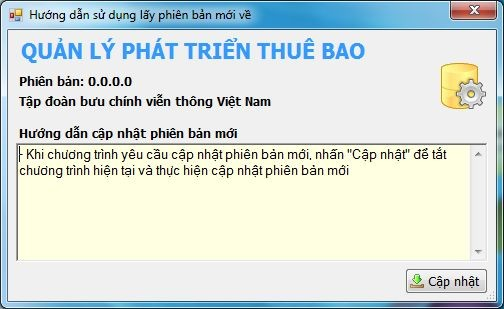 Hướng dẫn sử dụng lấy phiên bản mới về
QUẢN LÝ PHÁT TRIỂN THUÊ BAO
Phiên bản: 0.0.0.0
Tập đoàn bưu chính viễn thông Việt Nam
Hướng dẫn cập nhật phiên bản mới
- Khi chương trình yêu cầu cập nhật phiên bản mới, nhấn "Cập nhật" để tắt
chương trình hiện tại và thực hiện cập nhật phiên bản mới
Cập nhật